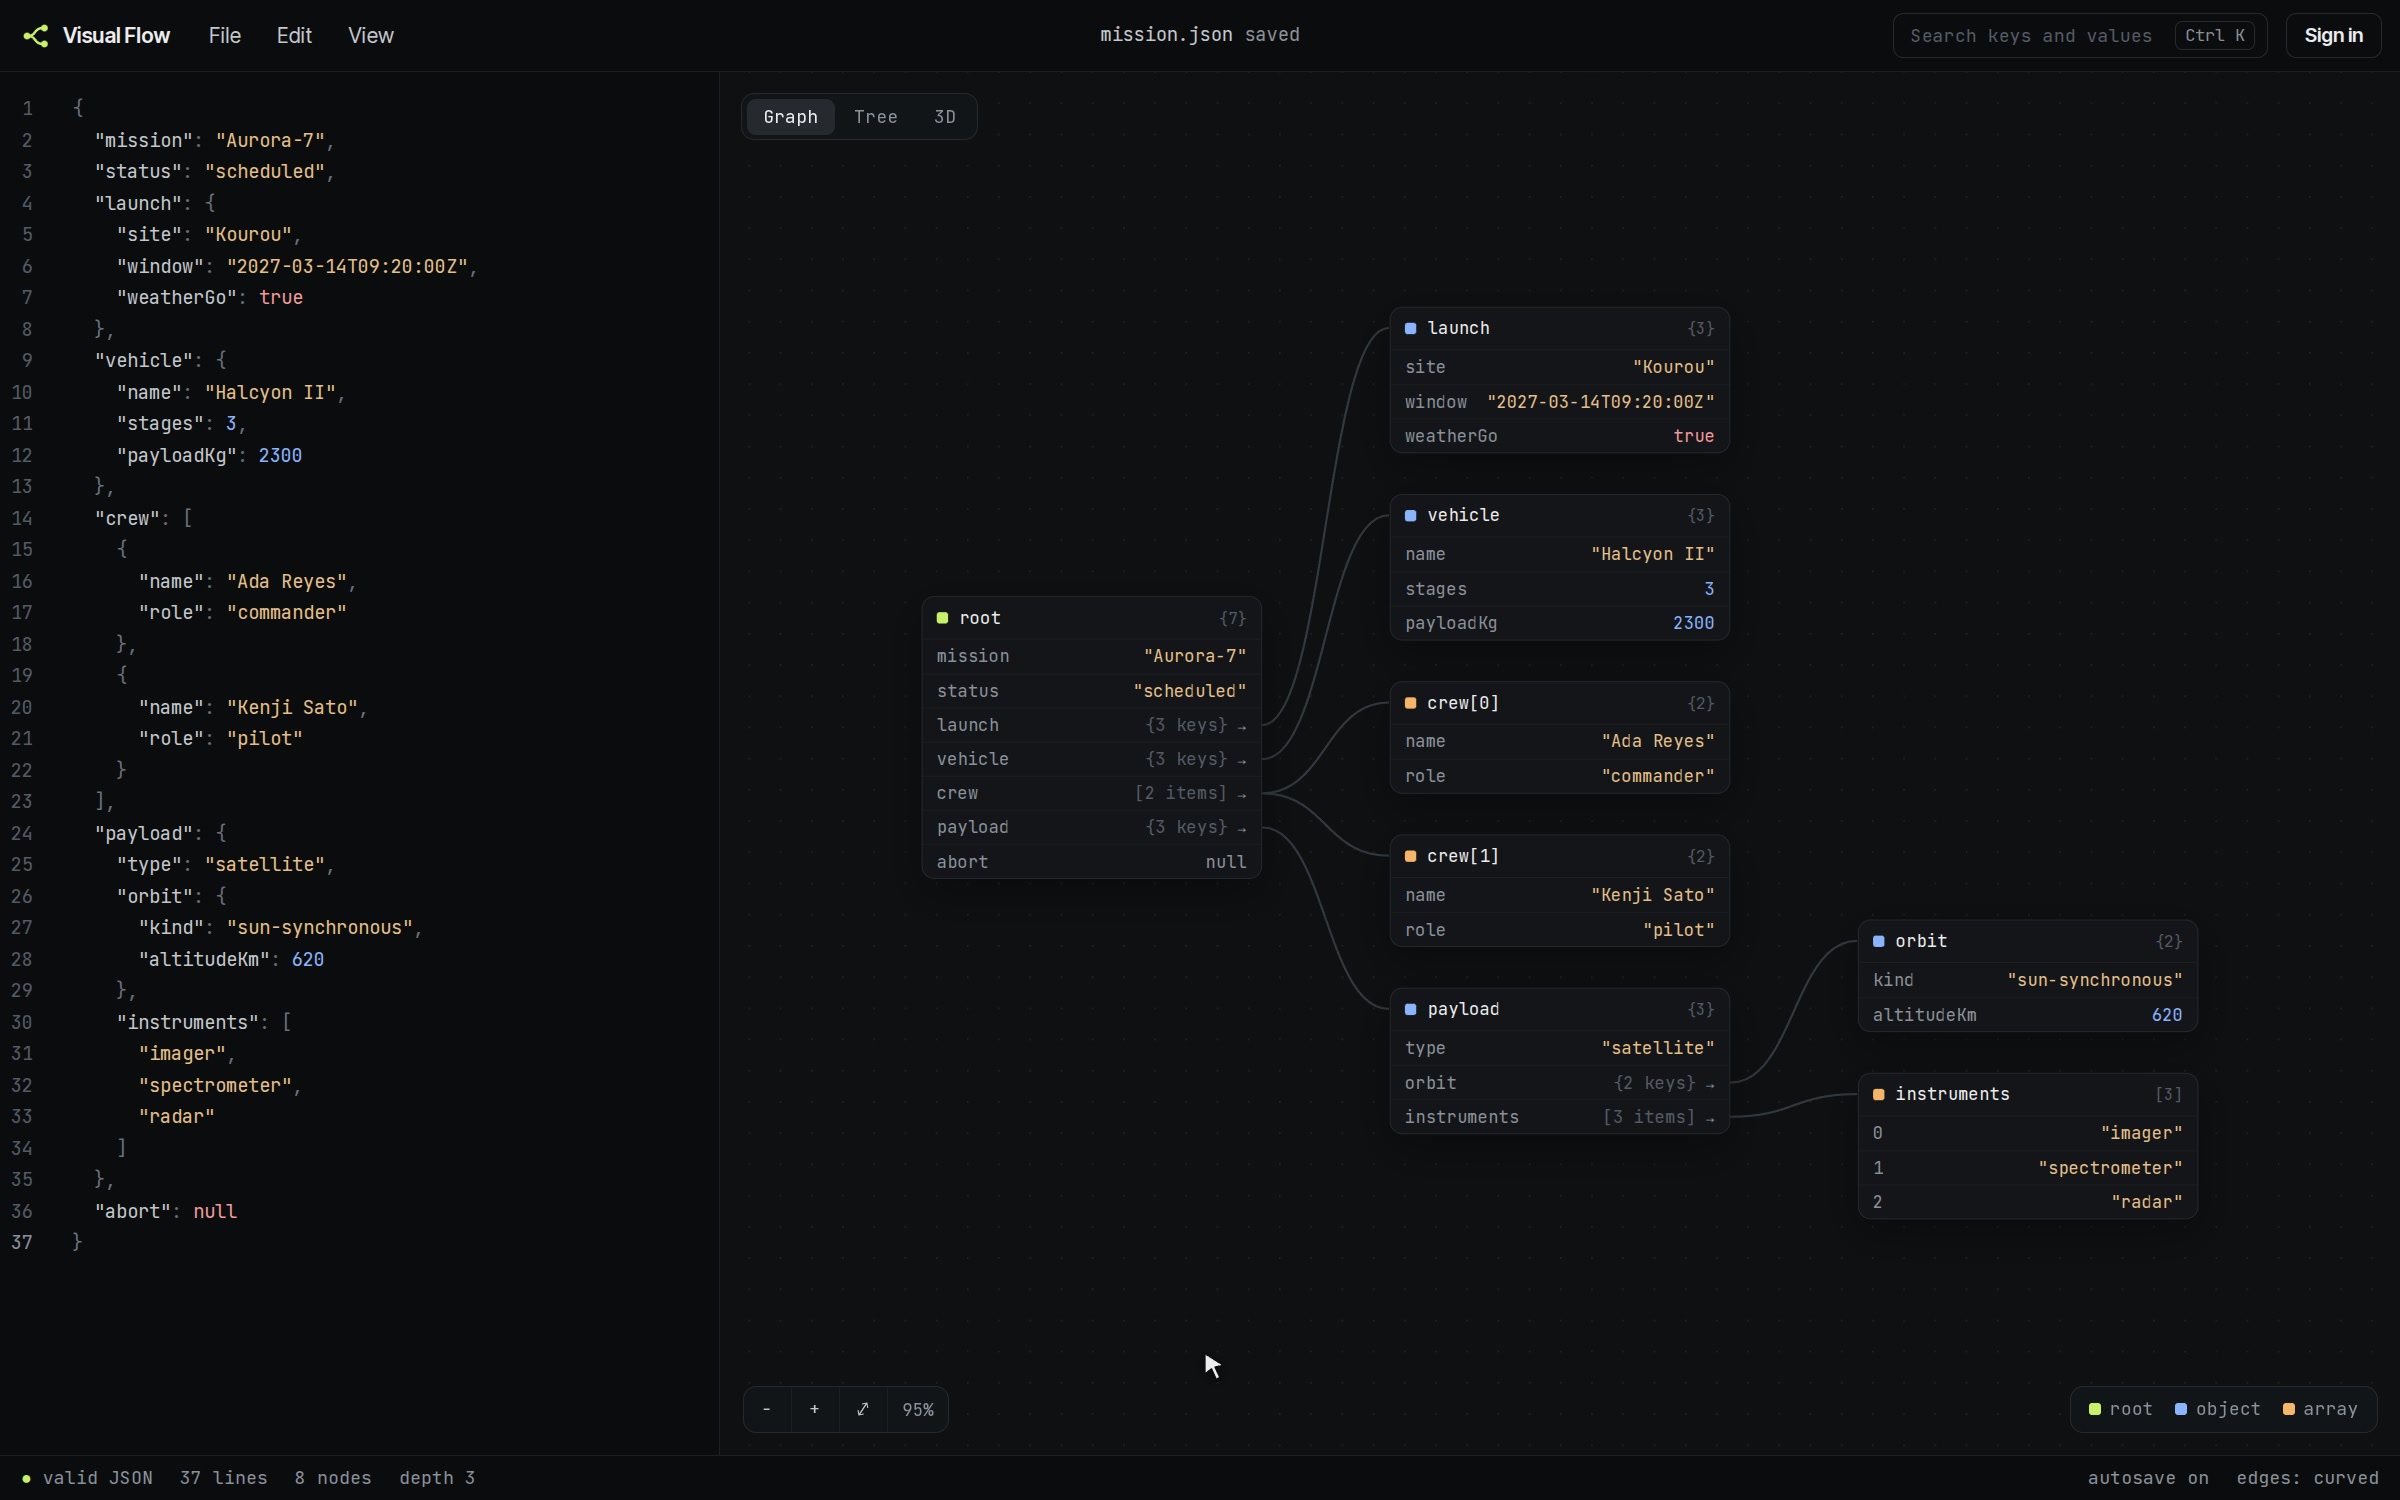 Visual Flow File Edit View mission.json saved Search keys and values Ctrl K Sign in
1 {
2 "mission": "Aurora-7",
3 "status": "scheduled",
4 "launch": {
5 "site": "Kourou",
6 "window": "2027-03-14T09:20:00Z",
7 "weatherGo": true
8 },
9 "vehicle": {
10 "name": "Halcyon II",
11 "stages": 3,
12 "payloadKg": 2300
13 },
14 "crew": [
15 {
16 "name": "Ada Reyes",
17 "role": "commander"
18 },
19 {
20 "name": "Kenji Sato",
21 "role": "pilot"
22 }
23 ],
24 "payload": {
25 "type": "satellite",
26 "orbit": {
27 "kind": "sun-synchronous",
28 "altitudeKm": 620
29 },
30 "instruments": [
31 "imager",
32 "spectrometer",
33 "radar"
34 ]
35 },
36 "abort": null
37 }
Graph Tree 3D
root {7}
mission "Aurora-7"
status "scheduled"
launch {3 keys} →
vehicle {3 keys} →
crew [2 items] →
payload {3 keys} →
abort null
launch {3}
site "Kourou"
window "2027-03-14T09:20:00Z"
weatherGo true
vehicle {3}
name "Halcyon II"
stages 3
payloadKg 2300
crew[0] {2}
name "Ada Reyes"
role "commander"
crew[1] {2}
name "Kenji Sato"
role "pilot"
payload {3}
type "satellite"
orbit {2 keys} →
instruments [3 items] →
orbit {2}
kind "sun-synchronous"
altitudeKm 620
instruments [3]
0 "imager"
1 "spectrometer"
2 "radar"
- + ⤢ 95%
root object array
valid JSON 37 lines 8 nodes depth 3 autosave on edges: curved